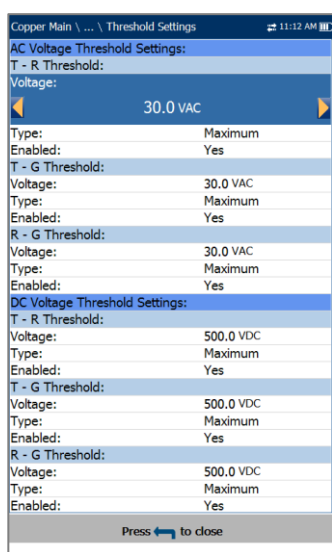 Copper Main \ ... \ Threshold Settings 11:12 AM
AC Voltage Threshold Settings:
T - R Threshold:
Voltage:
30.0 VAC
Type: Maximum
Enabled: Yes
T - G Threshold:
Voltage: 30.0 VAC
Type: Maximum
Enabled: Yes
R - G Threshold:
Voltage: 30.0 VAC
Type: Maximum
Enabled: Yes
DC Voltage Threshold Settings:
T - R Threshold:
Voltage: 500.0 VDC
Type: Maximum
Enabled: Yes
T - G Threshold:
Voltage: 500.0 VDC
Type: Maximum
Enabled: Yes
R - G Threshold:
Voltage: 500.0 VDC
Type: Maximum
Enabled: Yes
Press to close